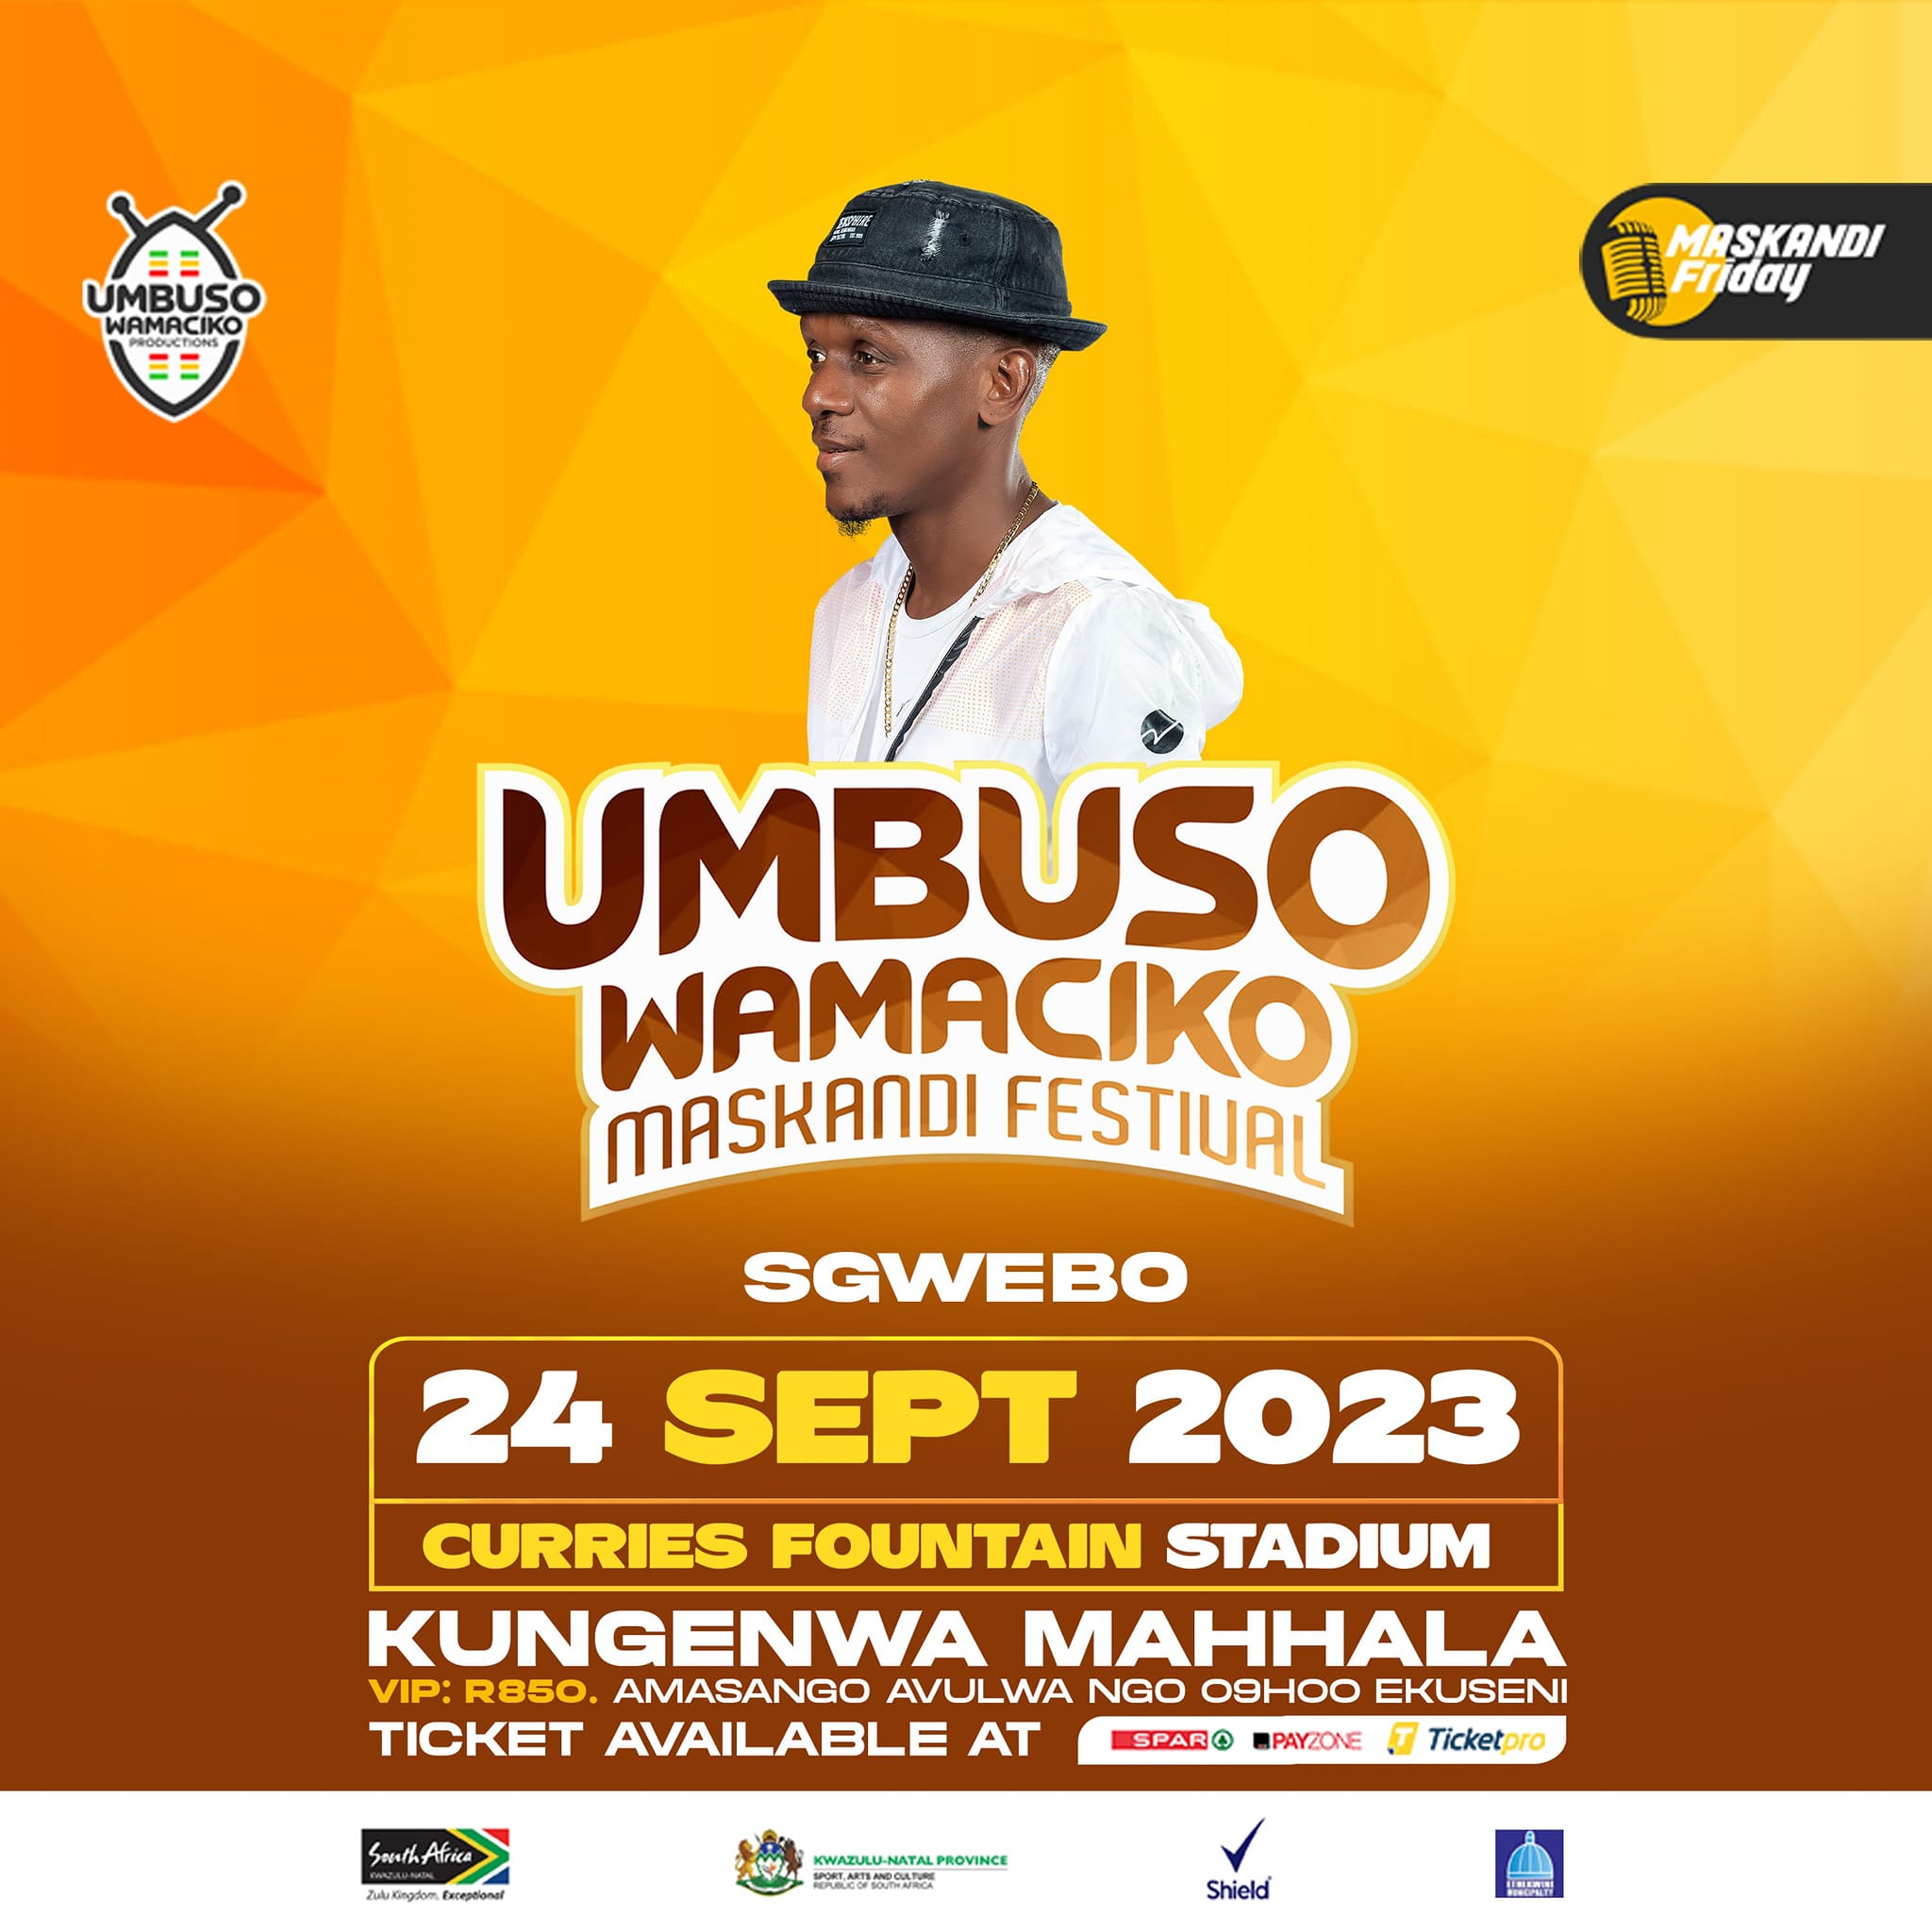 UMBUSO
WAMACIKO
PRODUCTIONS
MASKANDI
Friday
UMBUSO
WAMACIKO
MASKANDI FESTIVAL
SGWEBO
24 SEPT 2023
CURRIES FOUNTAIN STADIUM
KUNGENWA MAHHALA
VIP: R850. AMASANGO AVULWA NGO 09H00 EKUSENI
TICKET AVAILABLE AT SPAR PAYZONE Ticketpro
South Africa
KWAZULU-NATAL
Zulu Kingdom. Exceptional
KWAZULU-NATAL PROVINCE
SPORT, ARTS AND CULTURE
REPUBLIC OF SOUTH AFRICA
Shield
ETHEKWINI
MUNICIPALITY